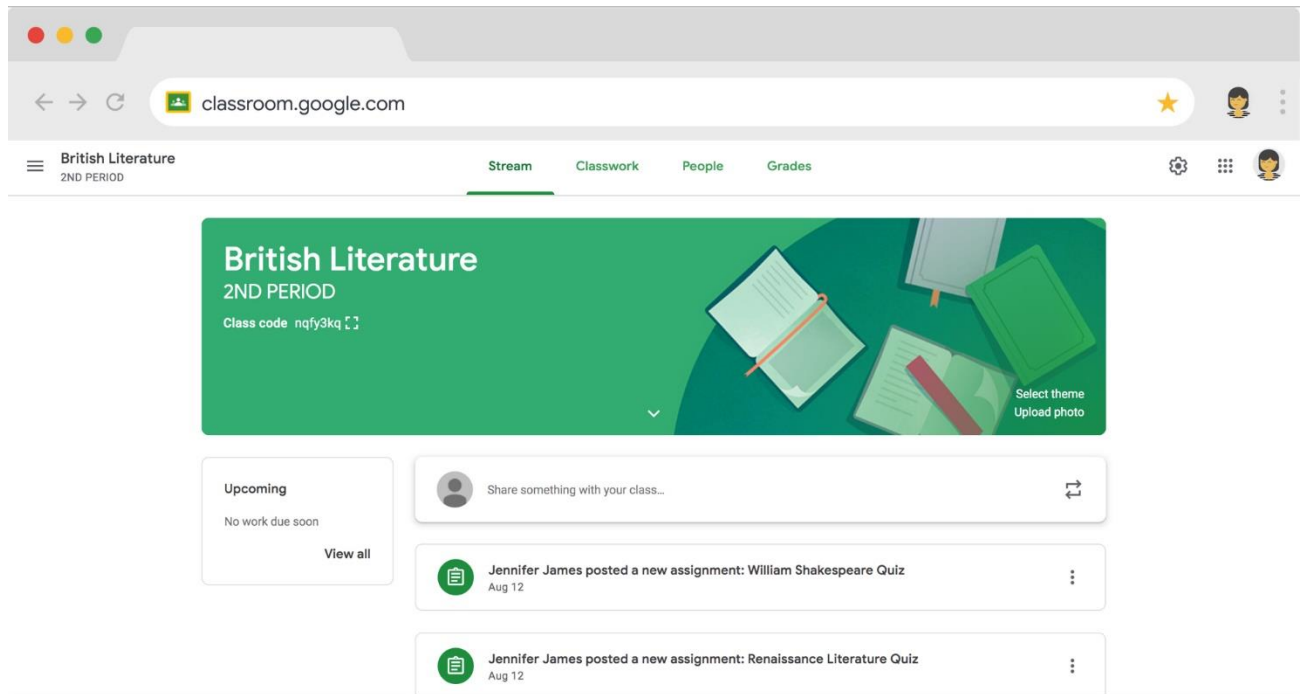 classroom.google.com
British Literature
2ND PERIOD
Stream
Classwork
People
Grades
British Literature
2ND PERIOD
Class code nqfy3kq
Select theme
Upload photo
Upcoming
No work due soon
View all
Share something with your class...
Jennifer James posted a new assignment: William Shakespeare Quiz
Aug 12
Jennifer James posted a new assignment: Renaissance Literature Quiz
Aug 12